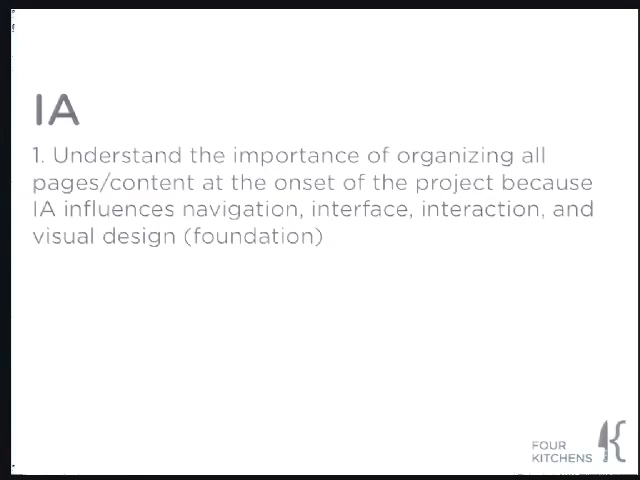 IA
1. Understand the importance of organizing all
pages/content at the onset of the project because
IA influences navigation, interface, interaction, and
visual design (foundation)
FOUR
KITCHENS